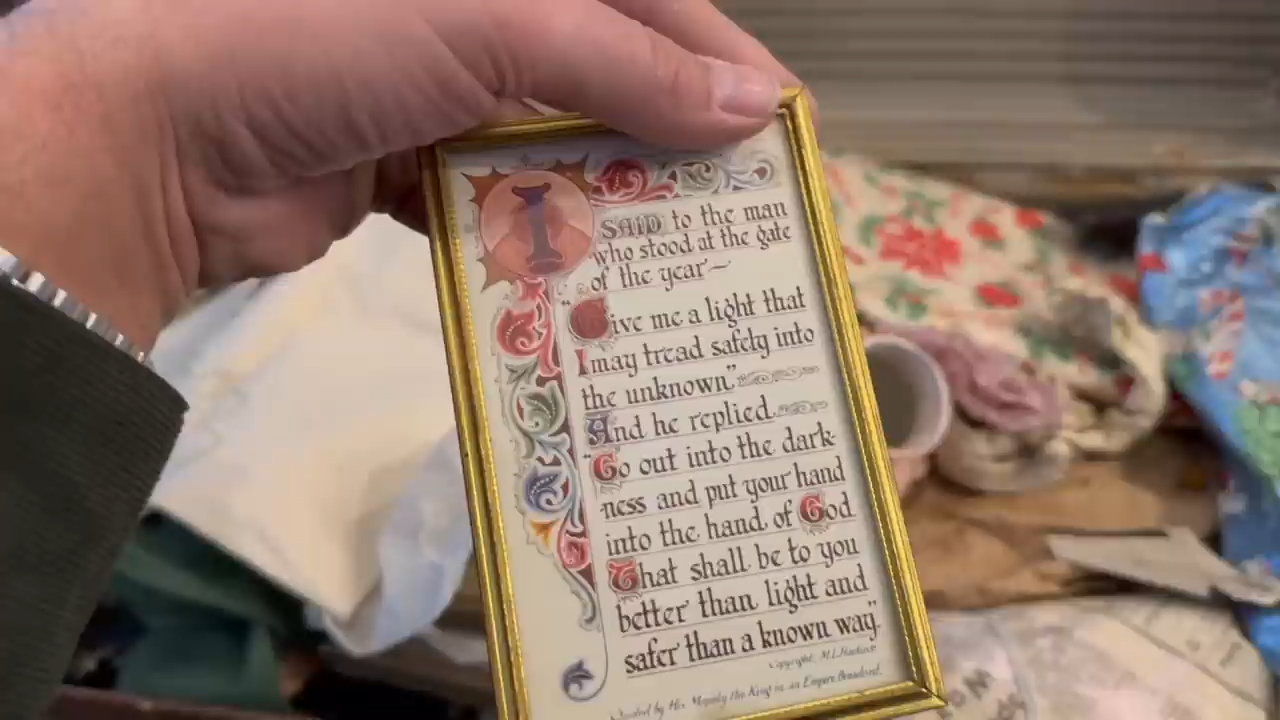 I SAID to the man
who stood at the gate
of the year~
"Give me a light that
I may tread safely into
the unknown."
And he replied.
"Go out into the dark-
ness and put your hand
into the hand of God.
That shall be to you
better than light and
safer than a known way."
Copyright. M.L. Haskins.
Quoted by His Majesty the King in an Empire Broadcast.